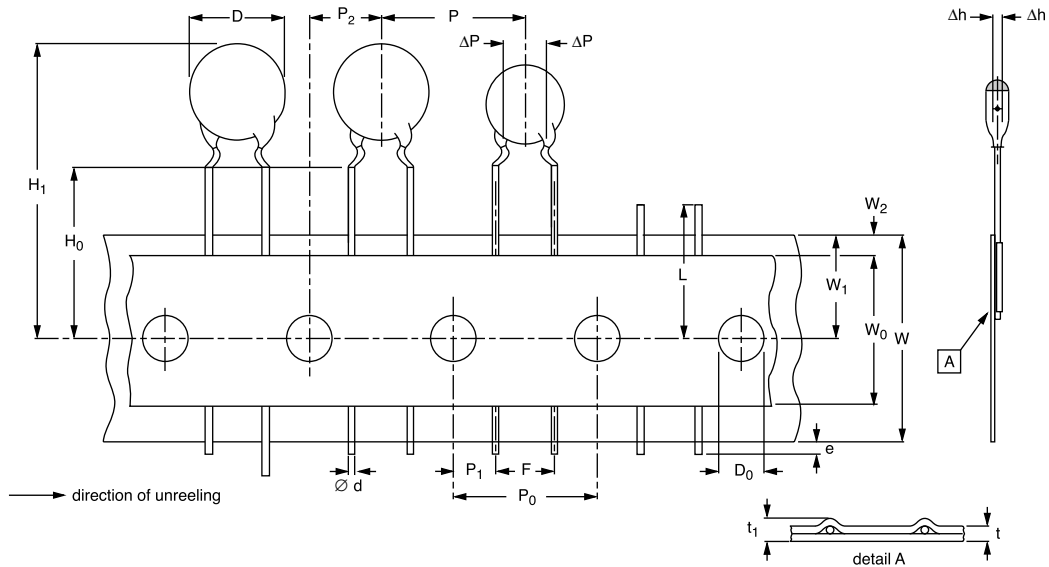 D
P2
P
Δh
Δh
ΔP
ΔP
H1
H0
W2
L
W1
W0
W
A
e
P1
F
D0
Ø d
P0
direction of unreeling
t1
t
detail A